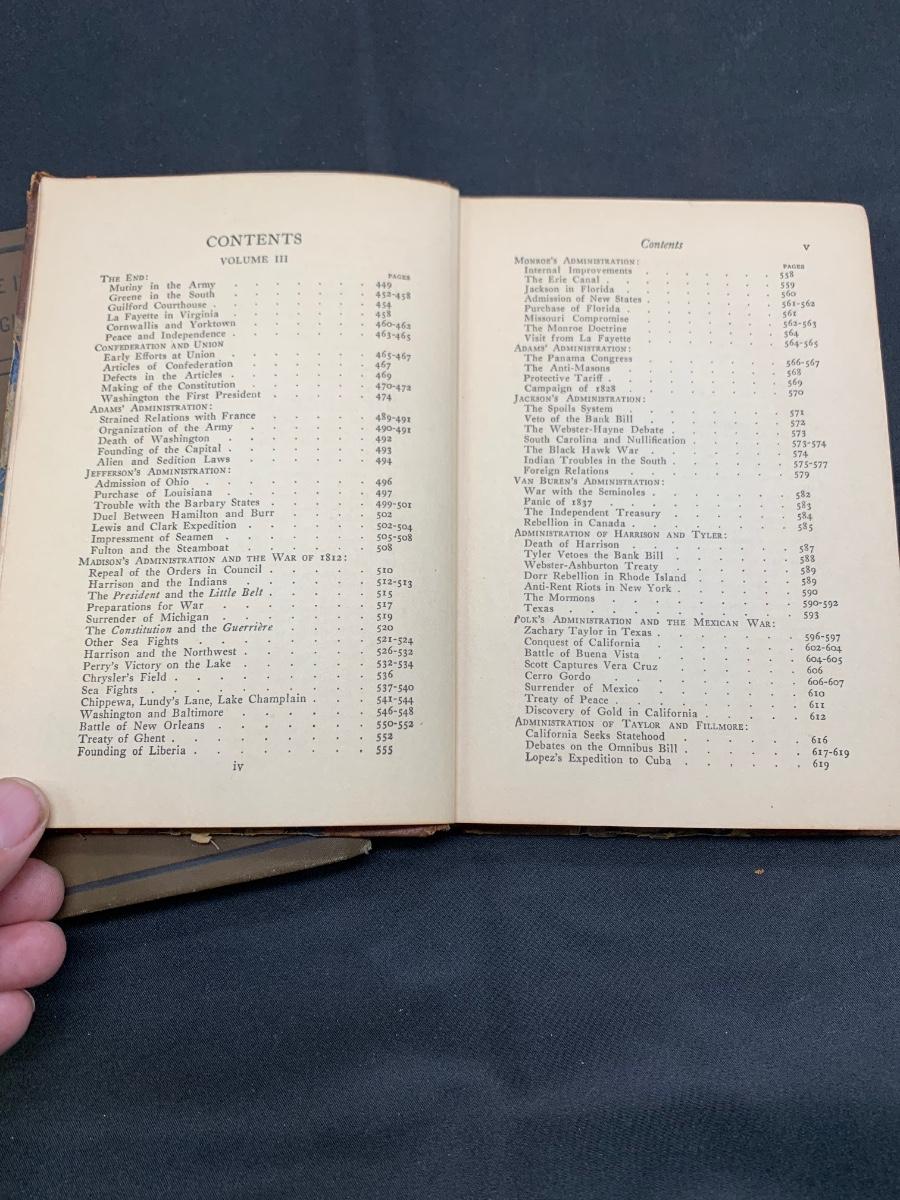 CONTENTS
VOLUME III
PAGES
THE END:
Mutiny in the Army . . . . . . 449
Greene in the South . . . . . . 452-458
Guilford Courthouse . . . . . . 454
La Fayette in Virginia . . . . . . 458
Cornwallis and Yorktown . . . . . . 460-462
Peace and Independence . . . . . . 463-465
CONFEDERATION AND UNION
Early Efforts at Union . . . . . . 465-467
Articles of Confederation . . . . . . 467
Defects in the Articles . . . . . . 469
Making of the Constitution . . . . . . 470-472
Washington the First President . . . . . 474
ADAMS' ADMINISTRATION:
Strained Relations with France . . . . . 489-491
Organization of the Army . . . . . . 490-491
Death of Washington . . . . . . 492
Founding of the Capital . . . . . . 493
Alien and Sedition Laws . . . . . . 494
JEFFERSON'S ADMINISTRATION:
Admission of Ohio . . . . . . 496
Purchase of Louisiana . . . . . . 497
Trouble with the Barbary States . . . . . 499-501
Duel Between Hamilton and Burr . . . . 502
Lewis and Clark Expedition . . . . . . 502-504
Impressment of Seamen . . . . . . 505-508
Fulton and the Steamboat . . . . . . 508
MADISON'S ADMINISTRATION AND THE WAR OF 1812:
Repeal of the Orders in Council . . . . . 510
Harrison and the Indians . . . . . . 512-513
The President and the Little Belt . . . . . 515
Preparations for War . . . . . . 517
Surrender of Michigan . . . . . . 519
The Constitution and the Guerrière . . . . 520
Other Sea Fights . . . . . . 521-524
Harrison and the Northwest . . . . . . 526-532
Perry's Victory on the Lake . . . . . . 532-534
Chrysler's Field . . . . . . 536
Sea Fights . . . . . . 537-540
Chippewa, Lundy's Lane, Lake Champlain . . . 541-544
Washington and Baltimore . . . . . . 546-548
Battle of New Orleans . . . . . . 550-552
Treaty of Ghent . . . . . . 552
Founding of Liberia . . . . . . 555
iv
Contents v
PAGES
MONROE'S ADMINISTRATION:
Internal Improvements . . . . . . 558
The Erie Canal . . . . . . 559
Jackson in Florida . . . . . . 560
Admission of New States . . . . . . 561-562
Purchase of Florida . . . . . . 561
Missouri Compromise . . . . . . 562-563
The Monroe Doctrine . . . . . . 564
Visit from La Fayette . . . . . . 564-565
ADAMS' ADMINISTRATION:
The Panama Congress . . . . . . 566-567
The Anti-Masons . . . . . . 568
Protective Tariff . . . . . . 569
Campaign of 1828 . . . . . . 570
JACKSON'S ADMINISTRATION:
The Spoils System . . . . . . 571
Veto of the Bank Bill . . . . . . 572
The Webster-Hayne Debate . . . . . . 573
South Carolina and Nullification . . . . . 573-574
The Black Hawk War . . . . . . 574
Indian Troubles in the South . . . . . . 575-577
Foreign Relations . . . . . . 579
VAN BUREN'S ADMINISTRATION:
War with the Seminoles . . . . . . 582
Panic of 1837 . . . . . . 583
The Independent Treasury . . . . . . 584
Rebellion in Canada . . . . . . 585
ADMINISTRATION OF HARRISON AND TYLER:
Death of Harrison . . . . . . 587
Tyler Vetoes the Bank Bill . . . . . . 588
Webster-Ashburton Treaty . . . . . . 589
Dorr Rebellion in Rhode Island . . . . . 589
Anti-Rent Riots in New York . . . . . . 590
The Mormons . . . . . . 590-592
Texas . . . . . . 593
POLK'S ADMINISTRATION AND THE MEXICAN WAR:
Zachary Taylor in Texas . . . . . . 596-597
Conquest of California . . . . . . 602-604
Battle of Buena Vista . . . . . . 604-605
Scott Captures Vera Cruz . . . . . . 606
Cerro Gordo . . . . . . 606-607
Surrender of Mexico . . . . . . 610
Treaty of Peace . . . . . . 611
Discovery of Gold in California . . . . . 612
ADMINISTRATION OF TAYLOR AND FILLMORE:
California Seeks Statehood . . . . . . 616
Debates on the Omnibus Bill . . . . . . 617-619
Lopez's Expedition to Cuba . . . . . . 619